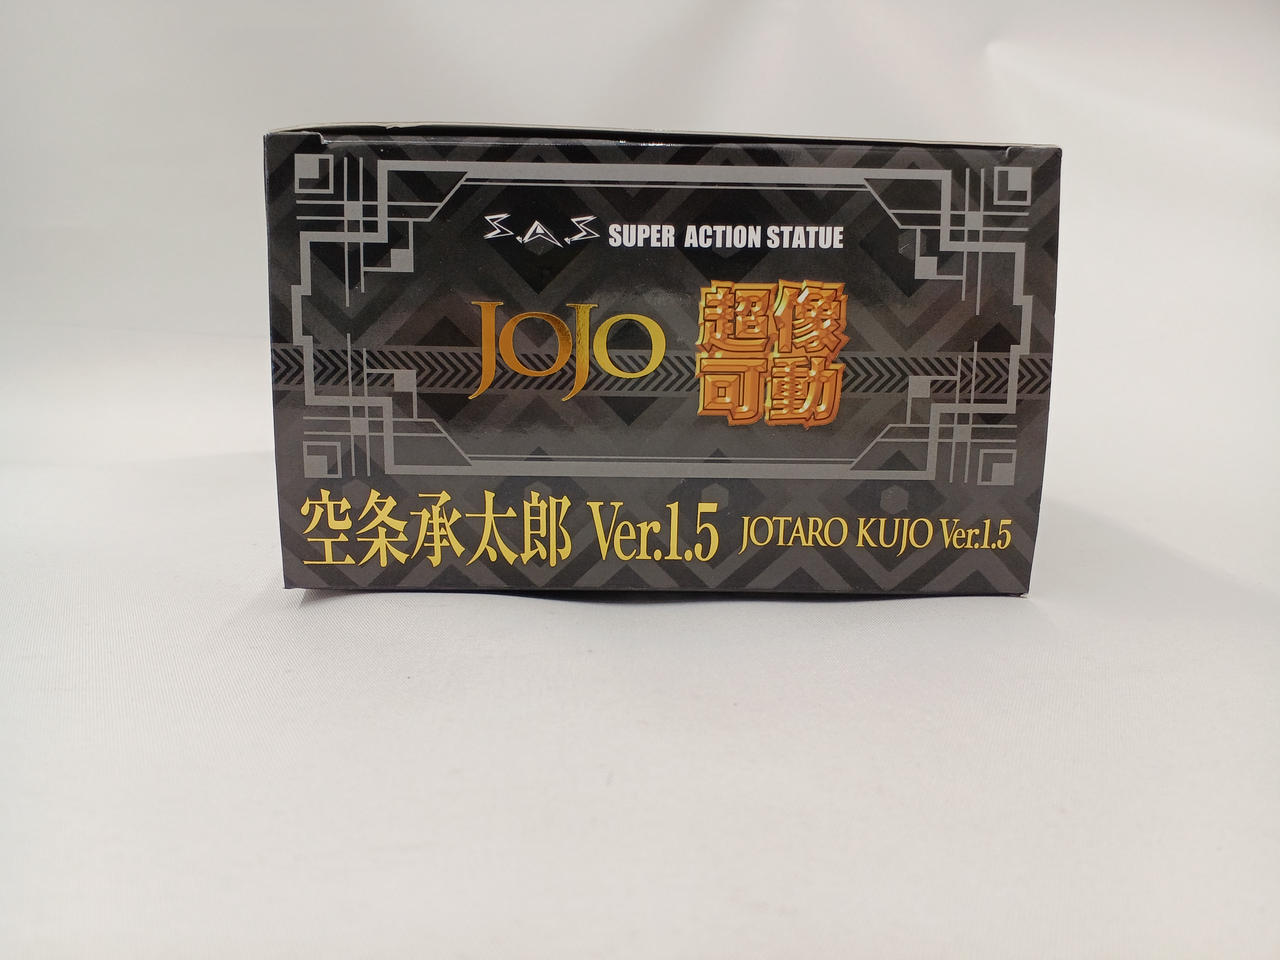 S.A.S SUPER ACTION STATUE
JOJO 超像可動
空条承太郎 Ver.1.5 JOTARO KUJO Ver.1.5